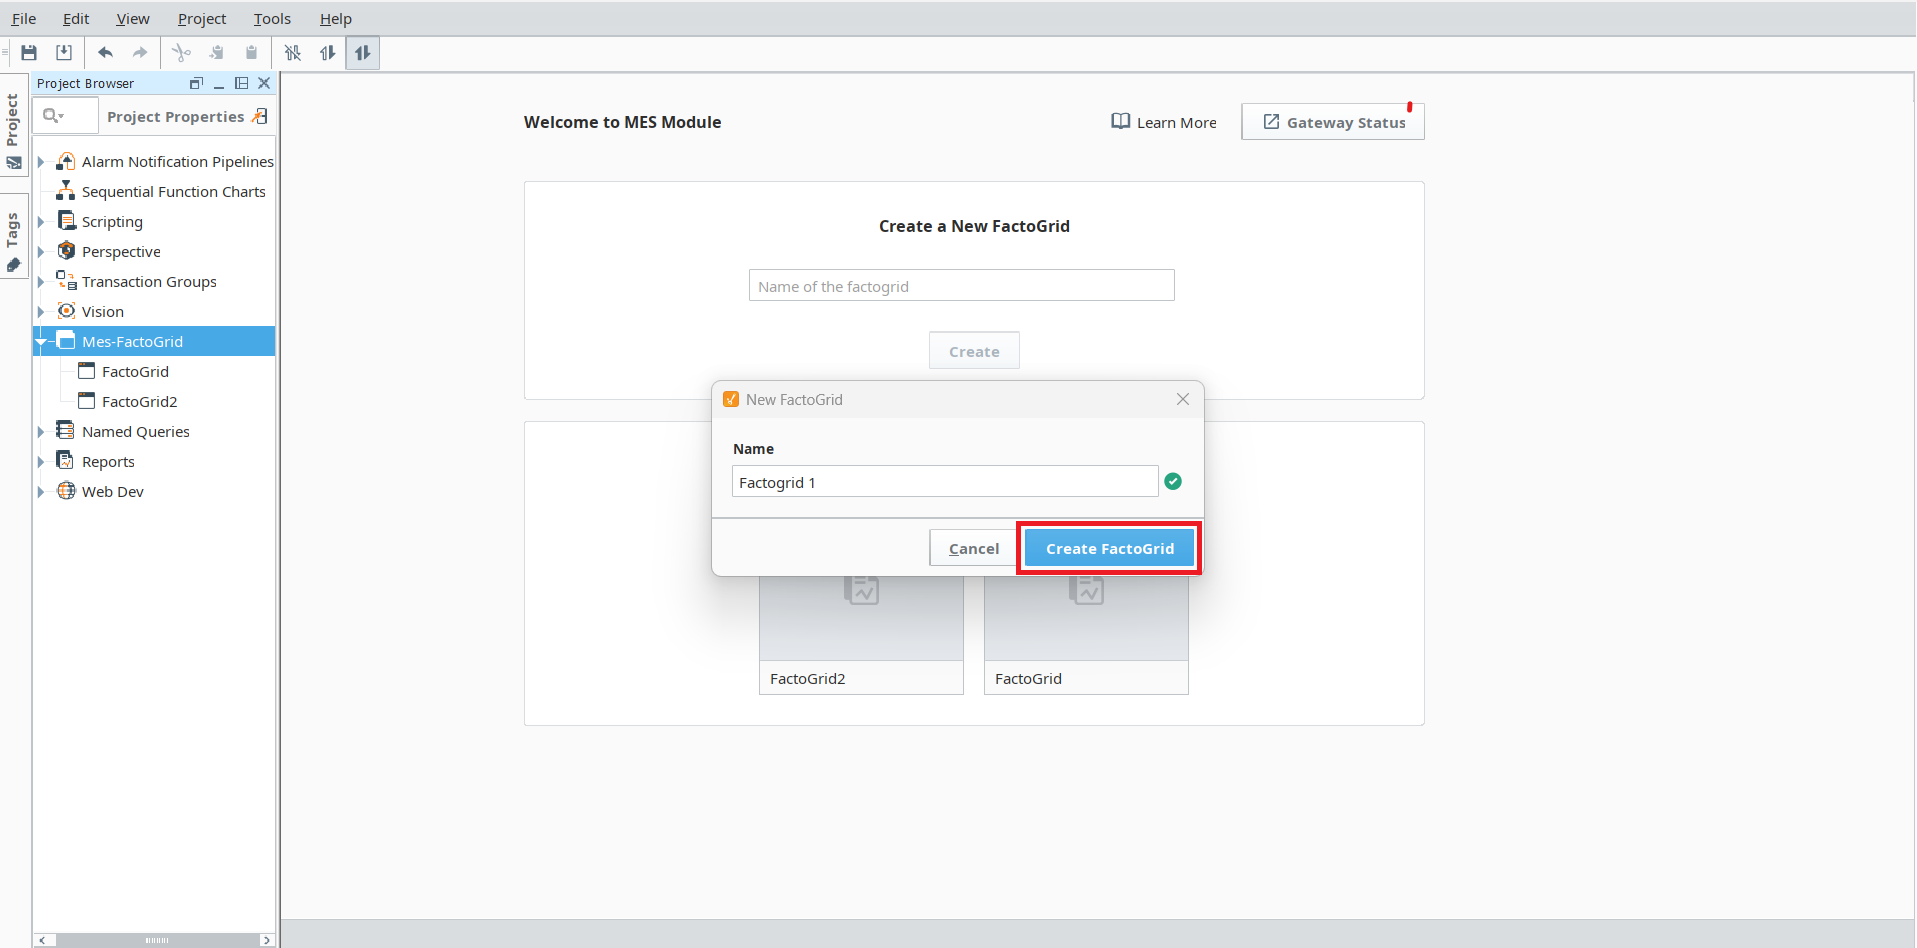 File Edit View Project Tools Help
Project Browser
Project
Tags
Project Properties
Alarm Notification Pipelines
Sequential Function Charts
Scripting
Perspective
Transaction Groups
Vision
Mes-FactoGrid
FactoGrid
FactoGrid2
Named Queries
Reports
Web Dev
Welcome to MES Module
Learn More
Gateway Status
Create a New FactoGrid
Name of the factogrid
Create
New FactoGrid
Name
Factogrid 1
Cancel
Create FactoGrid
FactoGrid2
FactoGrid